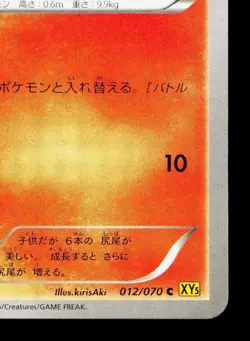 モン 高さ:0.6m 重さ:9.9kg
ポケモンと入れ替える。[バトル
10
子供だが 6本の 尻尾が
美しい。成長すると さらに
尻尾が 増える。
Illus.kirisAki 012/070 C XY5
o/Creatures/GAME FREAK.